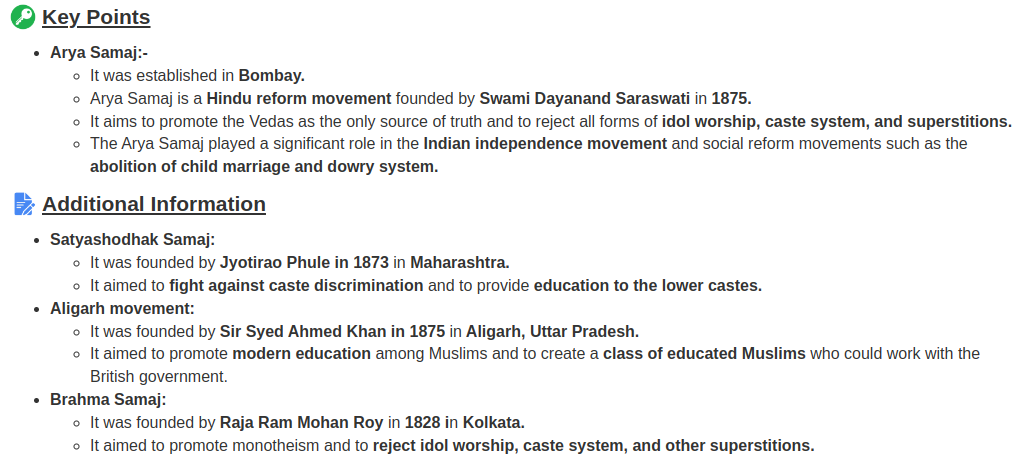 Key Points
Arya Samaj:-
It was established in Bombay.
Arya Samaj is a Hindu reform movement founded by Swami Dayanand Saraswati in 1875.
It aims to promote the Vedas as the only source of truth and to reject all forms of idol worship, caste system, and superstitions.
The Arya Samaj played a significant role in the Indian independence movement and social reform movements such as the
abolition of child marriage and dowry system.
Additional Information
Satyashodhak Samaj:
It was founded by Jyotirao Phule in 1873 in Maharashtra.
It aimed to fight against caste discrimination and to provide education to the lower castes.
Aligarh movement:
It was founded by Sir Syed Ahmed Khan in 1875 in Aligarh, Uttar Pradesh.
It aimed to promote modern education among Muslims and to create a class of educated Muslims who could work with the
British government.
Brahma Samaj:
It was founded by Raja Ram Mohan Roy in 1828 in Kolkata.
It aimed to promote monotheism and to reject idol worship, caste system, and other superstitions.